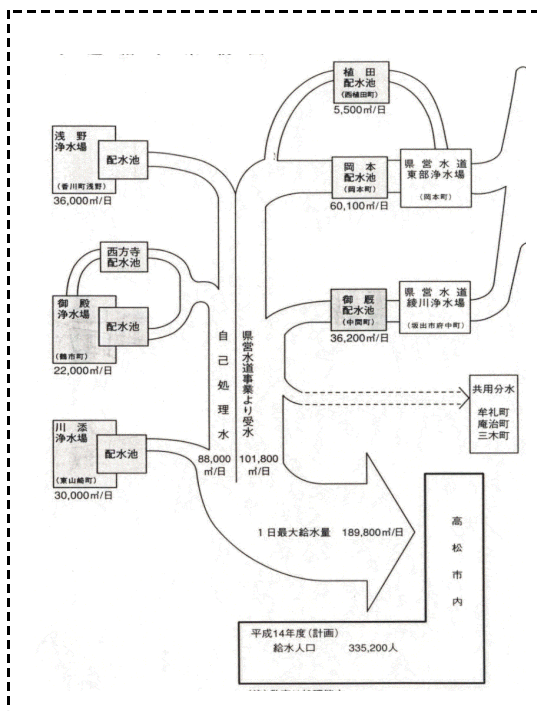 植田
配水池
(西植田町)
5,500㎥/日
浅野
浄水場
配水池
(香川町浅野)
36,000㎥/日
岡本
配水池
(岡本町)
60,100㎥/日
県営水道
東部浄水場
(岡本町)
西方寺
配水池
御殿
浄水場
配水池
(鶴市町)
22,000㎥/日
御厩
配水池
(中間町)
36,200㎥/日
県営水道
綾川浄水場
(坂出市府中町)
自己処理水
88,000
㎥/日
県営水道事業より受水
101,800
㎥/日
共用分水
牟礼町
庵治町
三木町
川添
浄水場
配水池
(東山崎町)
30,000㎥/日
1日最大給水量 189,800㎥/日
高松市内
平成14年度(計画)
給水人口 335,200人